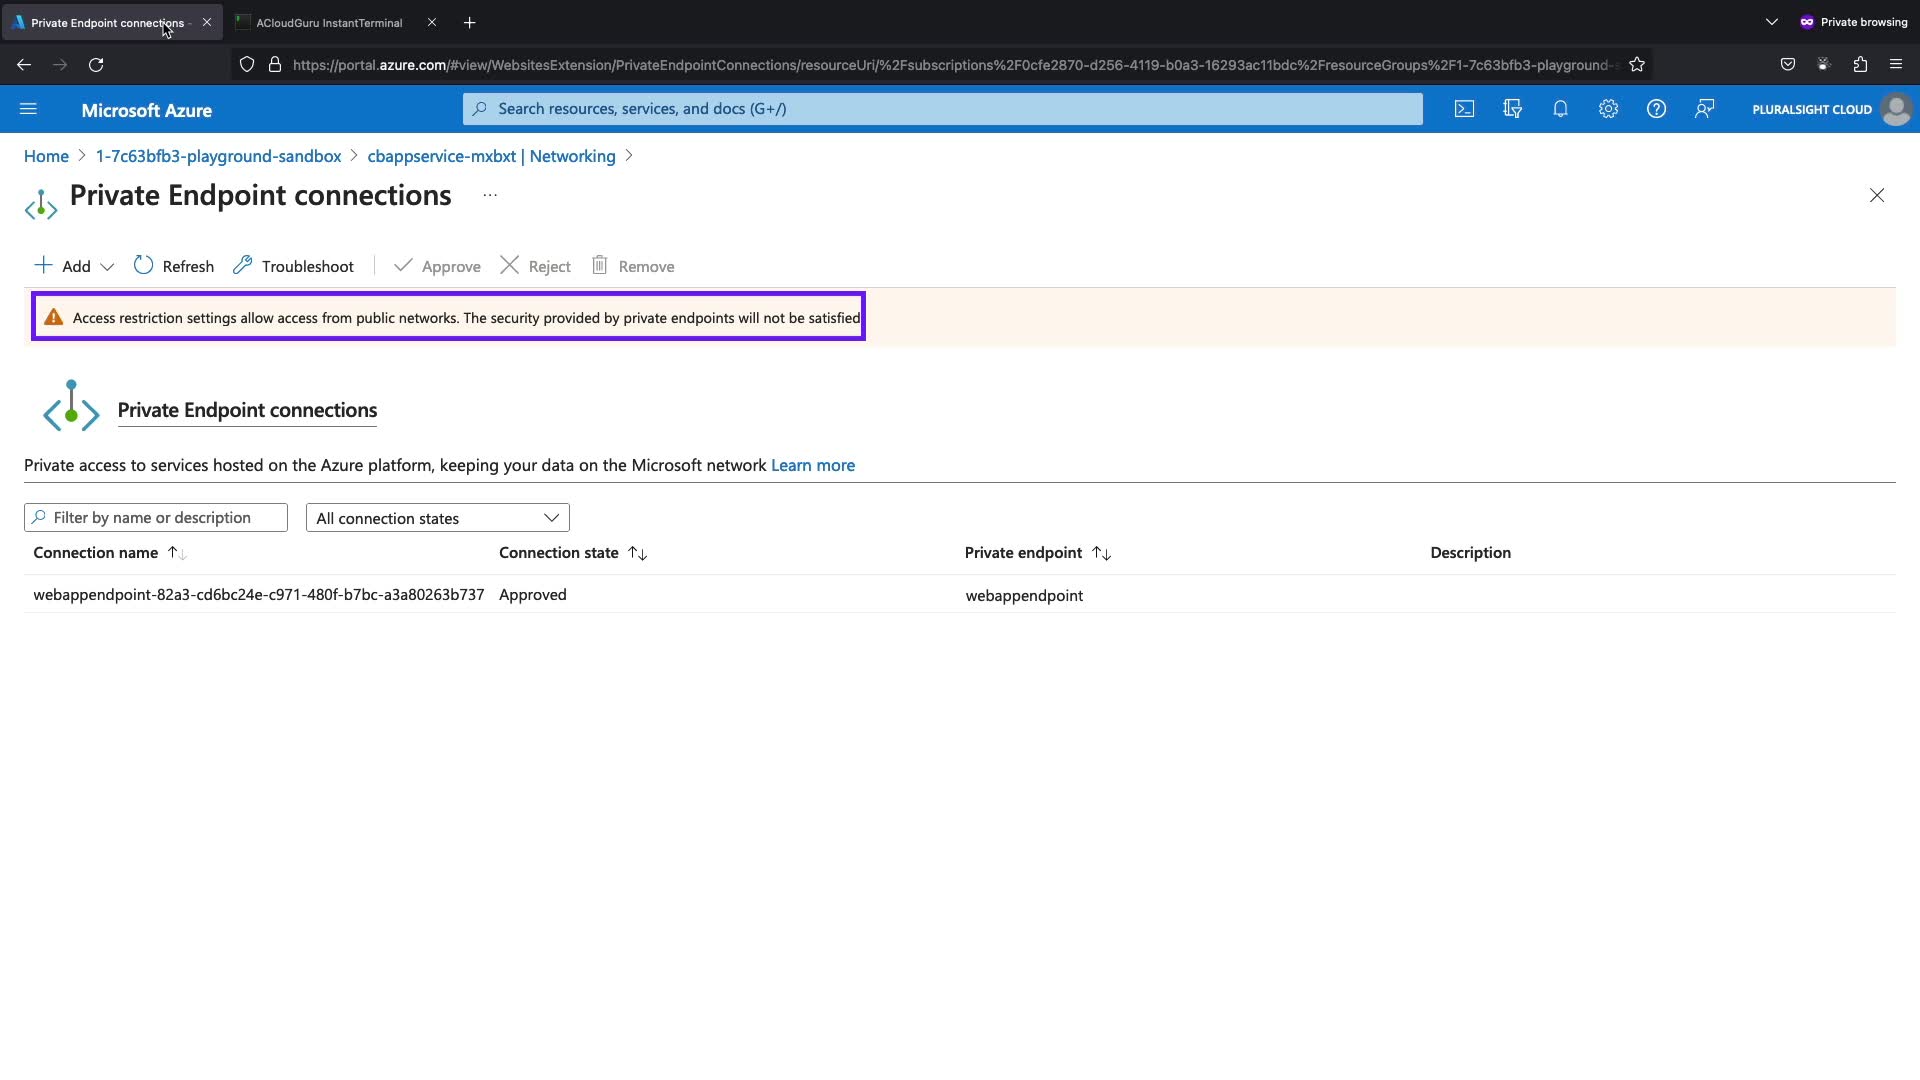 Private Endpoint connections -
ACloudGuru InstantTerminal
Private browsing
https://portal.azure.com/#view/WebsitesExtension/PrivateEndpointConnections/resourceUri/%2Fsubscriptions%2F0cfe2870-d256-4119-b0a3-16293ac11bdc%2FresourceGroups%2F1-7c63bfb3-playground-s
Microsoft Azure
Search resources, services, and docs (G+/)
PLURALSIGHT CLOUD
Home > 1-7c63bfb3-playground-sandbox > cbappservice-mxbxt | Networking >
Private Endpoint connections ...
Add
Refresh
Troubleshoot
Approve
Reject
Remove
Access restriction settings allow access from public networks. The security provided by private endpoints will not be satisfied
Private Endpoint connections
Private access to services hosted on the Azure platform, keeping your data on the Microsoft network Learn more
Filter by name or description
All connection states
Connection name ↑↓ Connection state ↑↓ Private endpoint ↑↓ Description
webappendpoint-82a3-cd6bc24e-c971-480f-b7bc-a3a80263b737 Approved webappendpoint